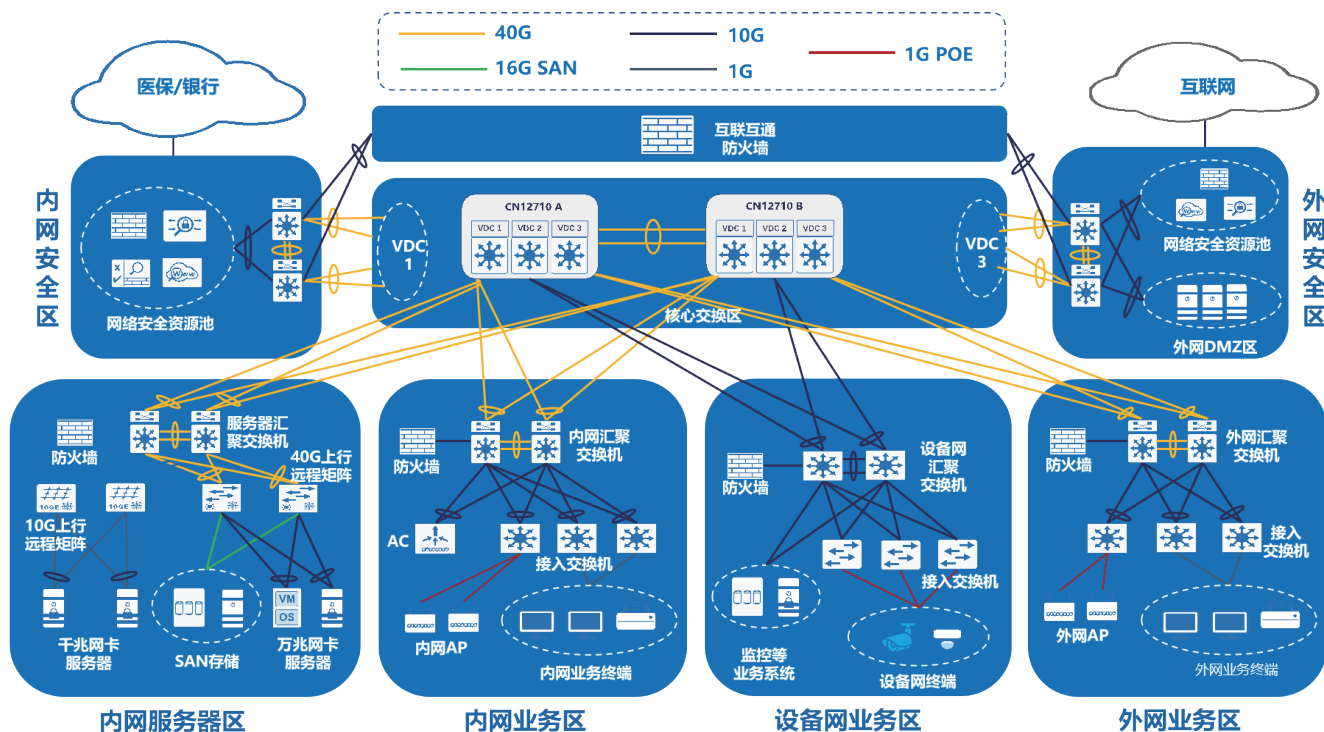 40G
10G
1G POE
16G SAN
1G
医保/银行
互联网
互联互通
防火墙
内网安全区
网络安全资源池
VDC
1
CN12710 A
VDC 1
VDC 2
VDC 3
CN12710 B
VDC 1
VDC 2
VDC 3
VDC
3
核心交换区
WWW
网络安全资源池
外网DMZ区
外网安全区
防火墙
服务器汇
聚交换机
40G上行
远程矩阵
10GE
10GE
10G上行
远程矩阵
VM
OS
千兆网卡
服务器
SAN存储
万兆网卡
服务器
内网服务器区
防火墙
内网汇聚
交换机
AC
接入交换机
内网AP
内网业务终端
内网业务区
防火墙
设备网
汇聚
交换机
接入交换机
监控等
业务系统
设备网终端
设备网业务区
防火墙
外网汇聚
交换机
接入
交换机
外网AP
外网业务终端
外网业务区